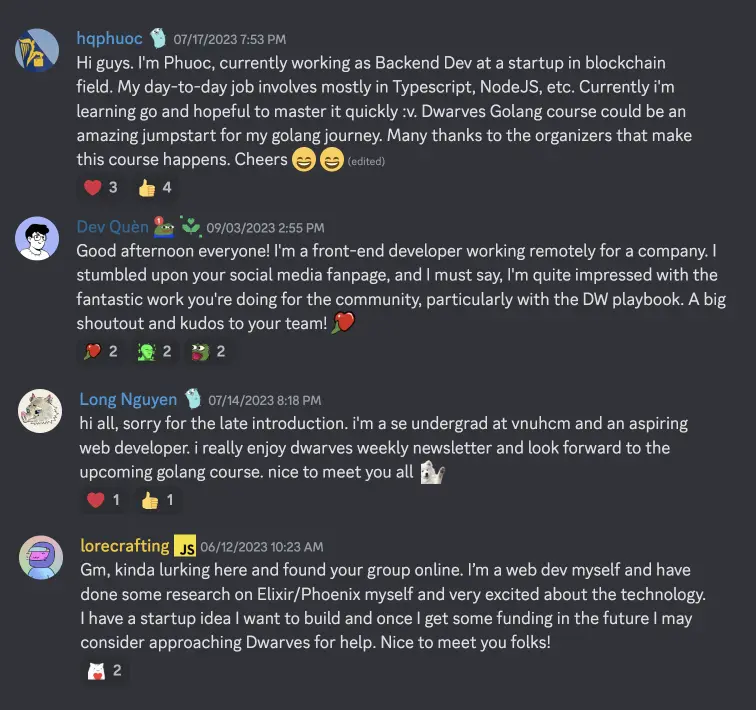 hqphuoc 07/17/2023 7:53 PM
Hi guys. I'm Phuoc, currently working as Backend Dev at a startup in blockchain
field. My day-to-day job involves mostly in Typescript, NodeJS, etc. Currently i'm
learning go and hopeful to master it quickly :v. Dwarves Golang course could be an
amazing jumpstart for my golang journey. Many thanks to the organizers that make
this course happens. Cheers 😄 😄 (edited)
❤️ 3 👍 4
Dev Quèn 1 09/03/2023 2:55 PM
Good afternoon everyone! I'm a front-end developer working remotely for a company. I
stumbled upon your social media fanpage, and I must say, I'm quite impressed with the
fantastic work you're doing for the community, particularly with the DW playbook. A big
shoutout and kudos to your team!
2 2 2
Long Nguyen 07/14/2023 8:18 PM
hi all, sorry for the late introduction. i'm a se undergrad at vnuhcm and an aspiring
web developer. i really enjoy dwarves weekly newsletter and look forward to the
upcoming golang course. nice to meet you all
❤️ 1 👍 1
lorecrafting JS 06/12/2023 10:23 AM
Gm, kinda lurking here and found your group online. I'm a web dev myself and have
done some research on Elixir/Phoenix myself and very excited about the technology.
I have a startup idea I want to build and once I get some funding in the future I may
consider approaching Dwarves for help. Nice to meet you folks!
2